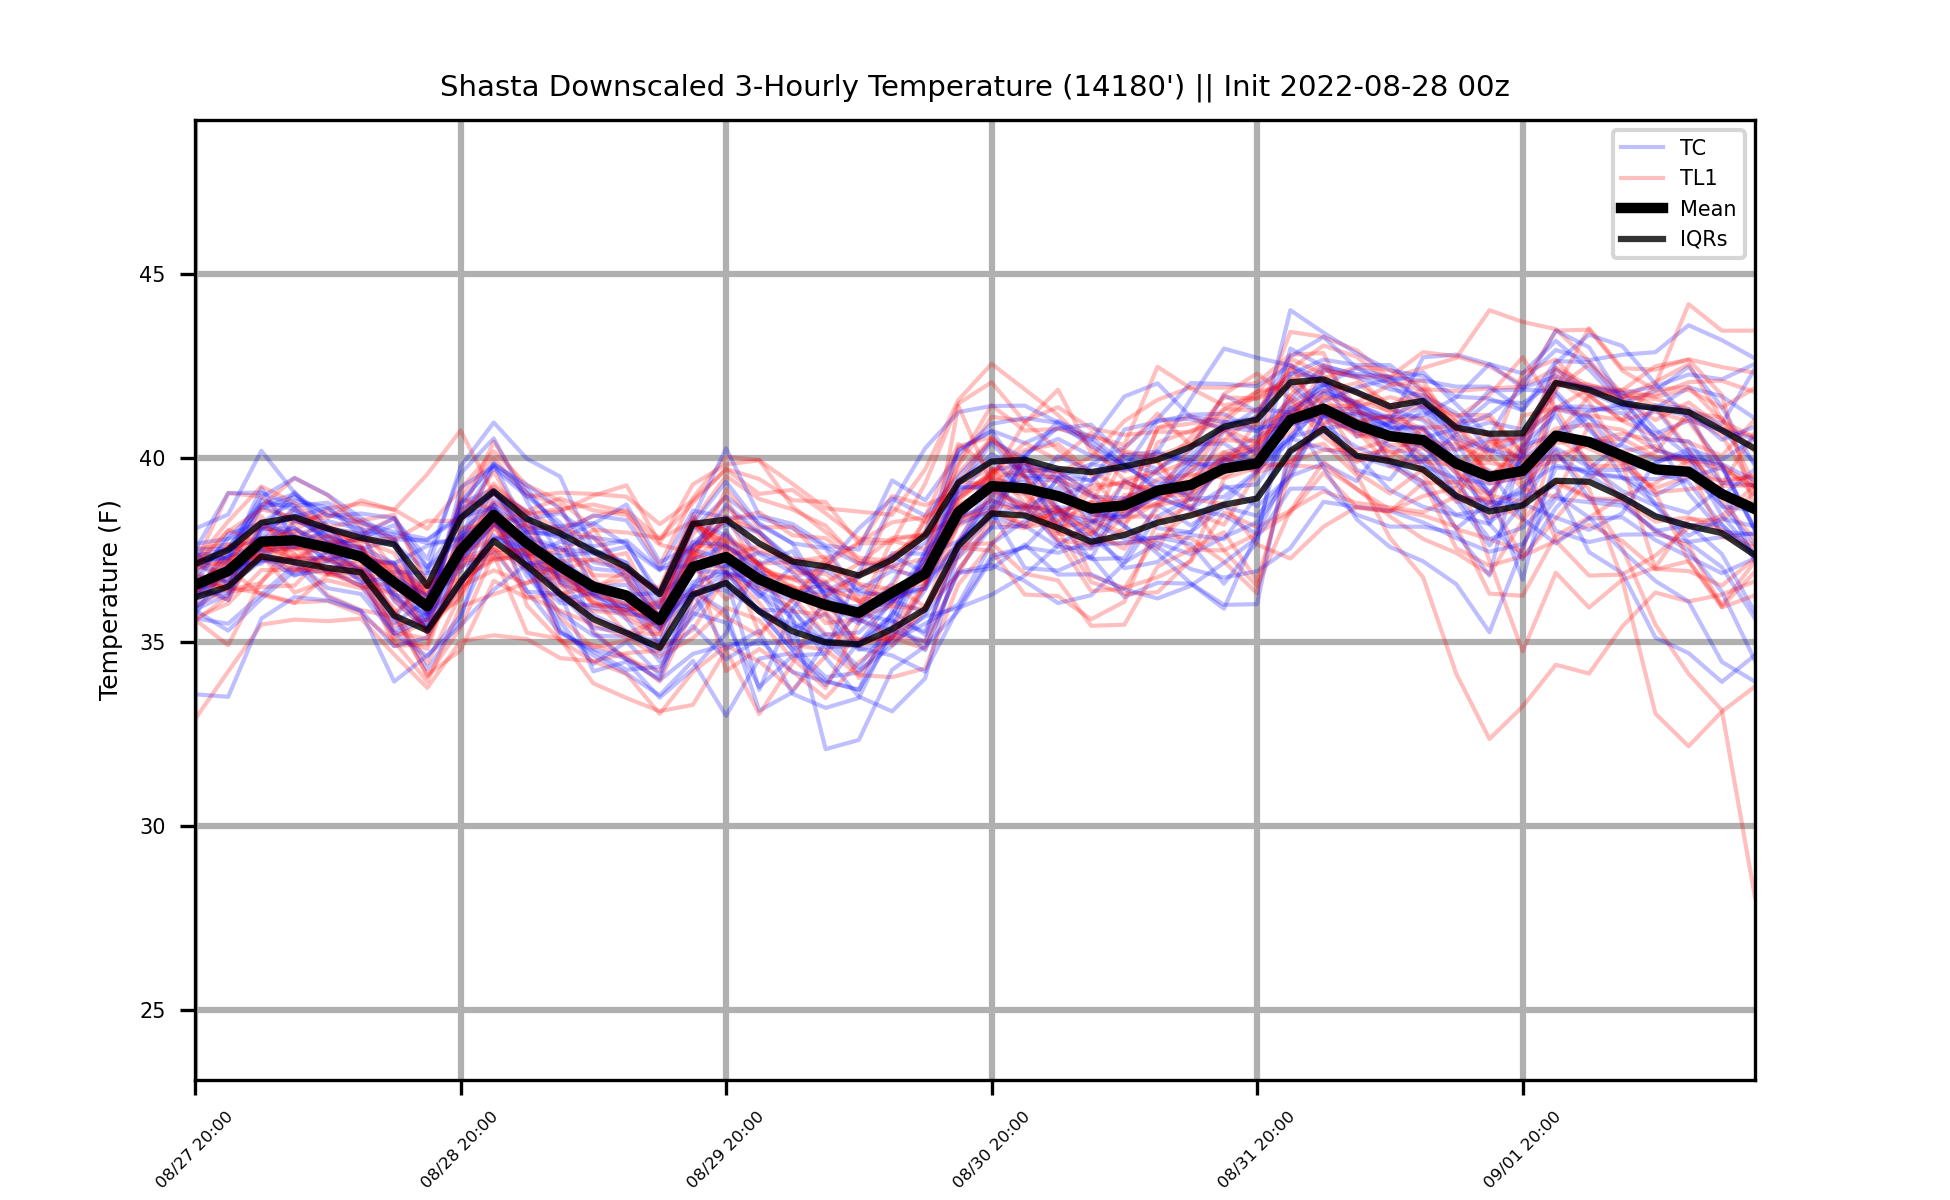 Shasta Downscaled 3-Hourly Temperature (14180') || Init 2022-08-28 00z
TC
TL1
Mean
IQRs
Temperature (F)
45
40
35
30
25
08/27 20:00
08/28 20:00
08/29 20:00
08/30 20:00
08/31 20:00
09/01 20:00